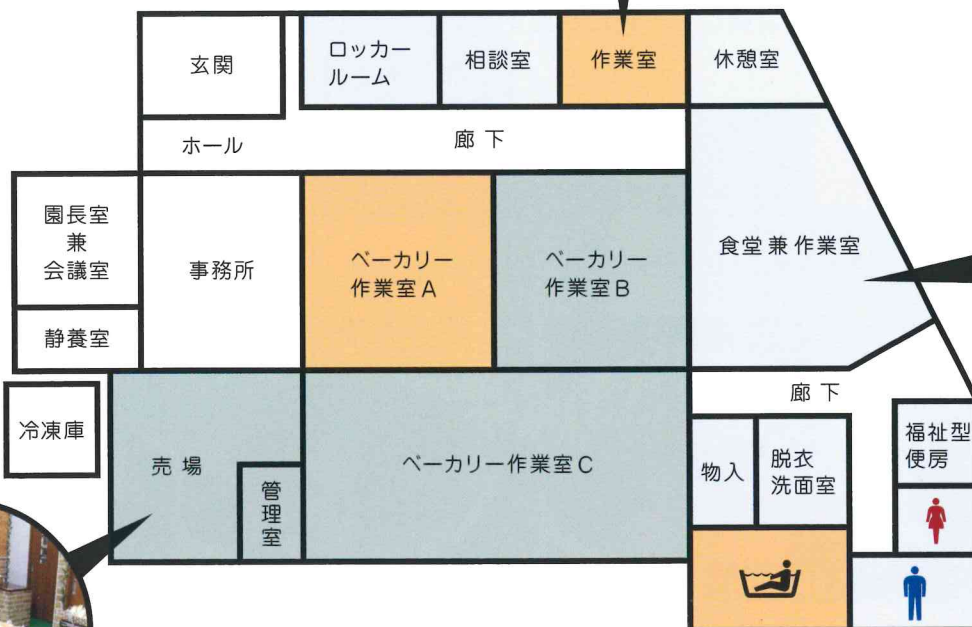 玄関
ロッカー
ルーム
相談室
作業室
休憩室
ホール
廊下
園長室
兼
会議室
事務所
ベーカリー
作業室A
ベーカリー
作業室B
食堂兼作業室
静養室
廊下
冷凍庫
売場
管理室
ベーカリー作業室C
物入
脱衣
洗面室
福祉型
便房